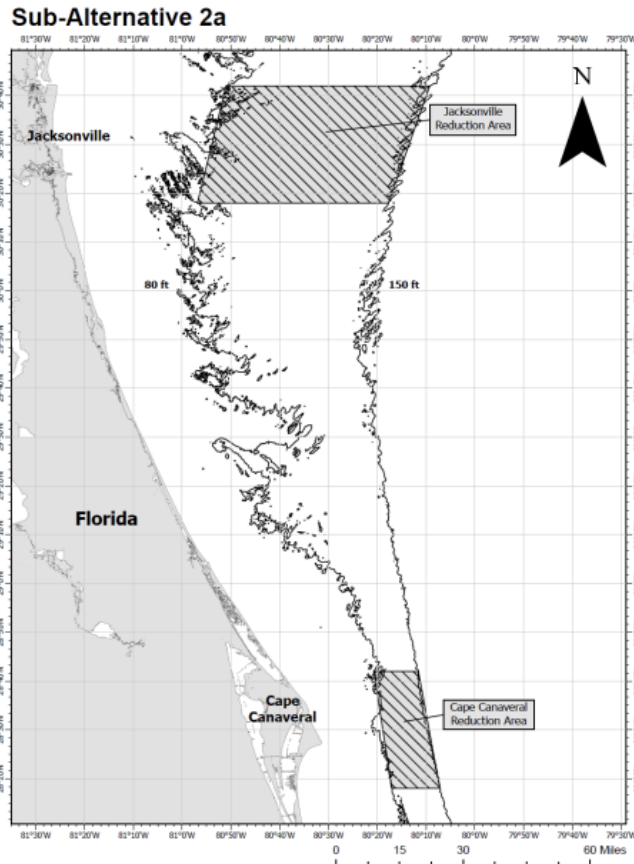 Sub-Alternative 2a
81°30'W 81°20'W 81°10'W 81°0'W 80°50'W 80°40'W 80°30'W 80°20'W 80°10'W 80°0'W 79°50'W 79°40'W 79°30'W
N
Jacksonville
Jacksonville
Reduction Area
80 ft
150 ft
Florida
Cape
Canaveral
Cape Canaveral
Reduction Area
81°30'W 81°20'W 81°10'W 81°0'W 80°50'W 80°40'W 80°30'W 80°20'W 80°10'W 80°0'W 79°50'W 79°40'W 79°30'W
0 15 30 60 Miles